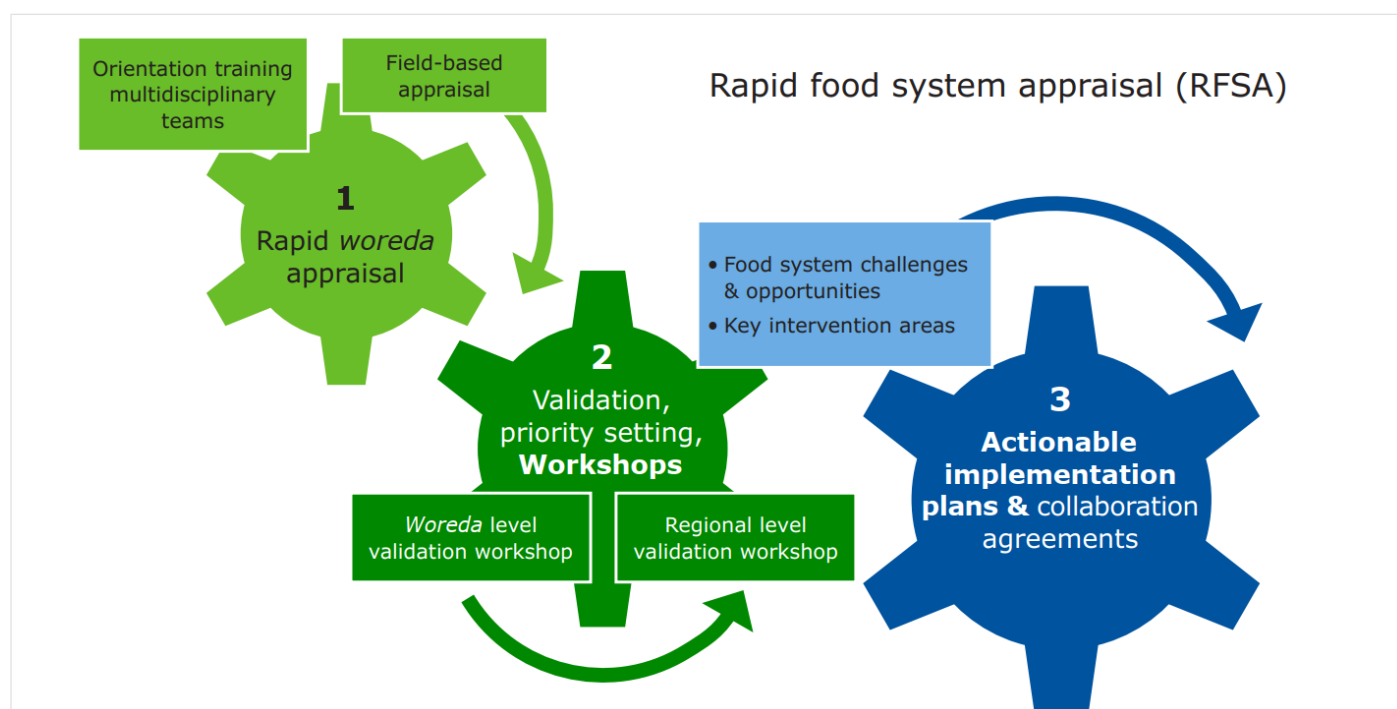 Rapid food system appraisal (RFSA)
Orientation training
multidisciplinary
teams
Field-based
appraisal
1
Rapid woreda
appraisal
2
Validation,
priority setting,
Workshops
Woreda level
validation workshop
Regional level
validation workshop
• Food system challenges
& opportunities
• Key intervention areas
3
Actionable
implementation
plans & collaboration
agreements